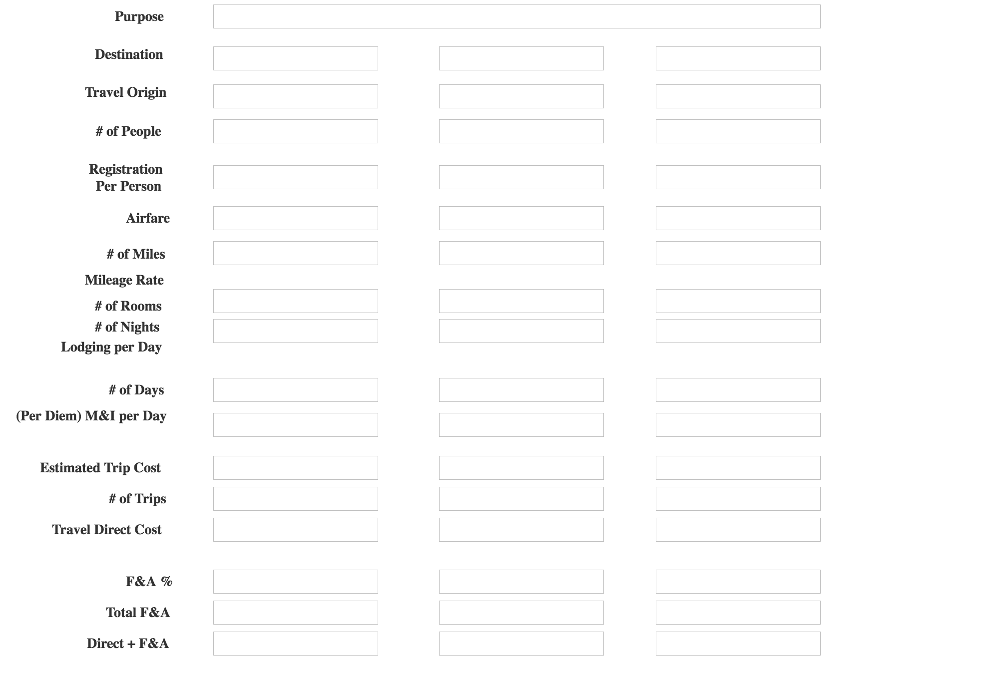 Purpose
Destination
Travel Origin
# of People
Registration
Per Person
Airfare
# of Miles
Mileage Rate
# of Rooms
# of Nights
Lodging per Day
# of Days
(Per Diem) M&I per Day
Estimated Trip Cost
# of Trips
Travel Direct Cost
F&A %
Total F&A
Direct + F&A